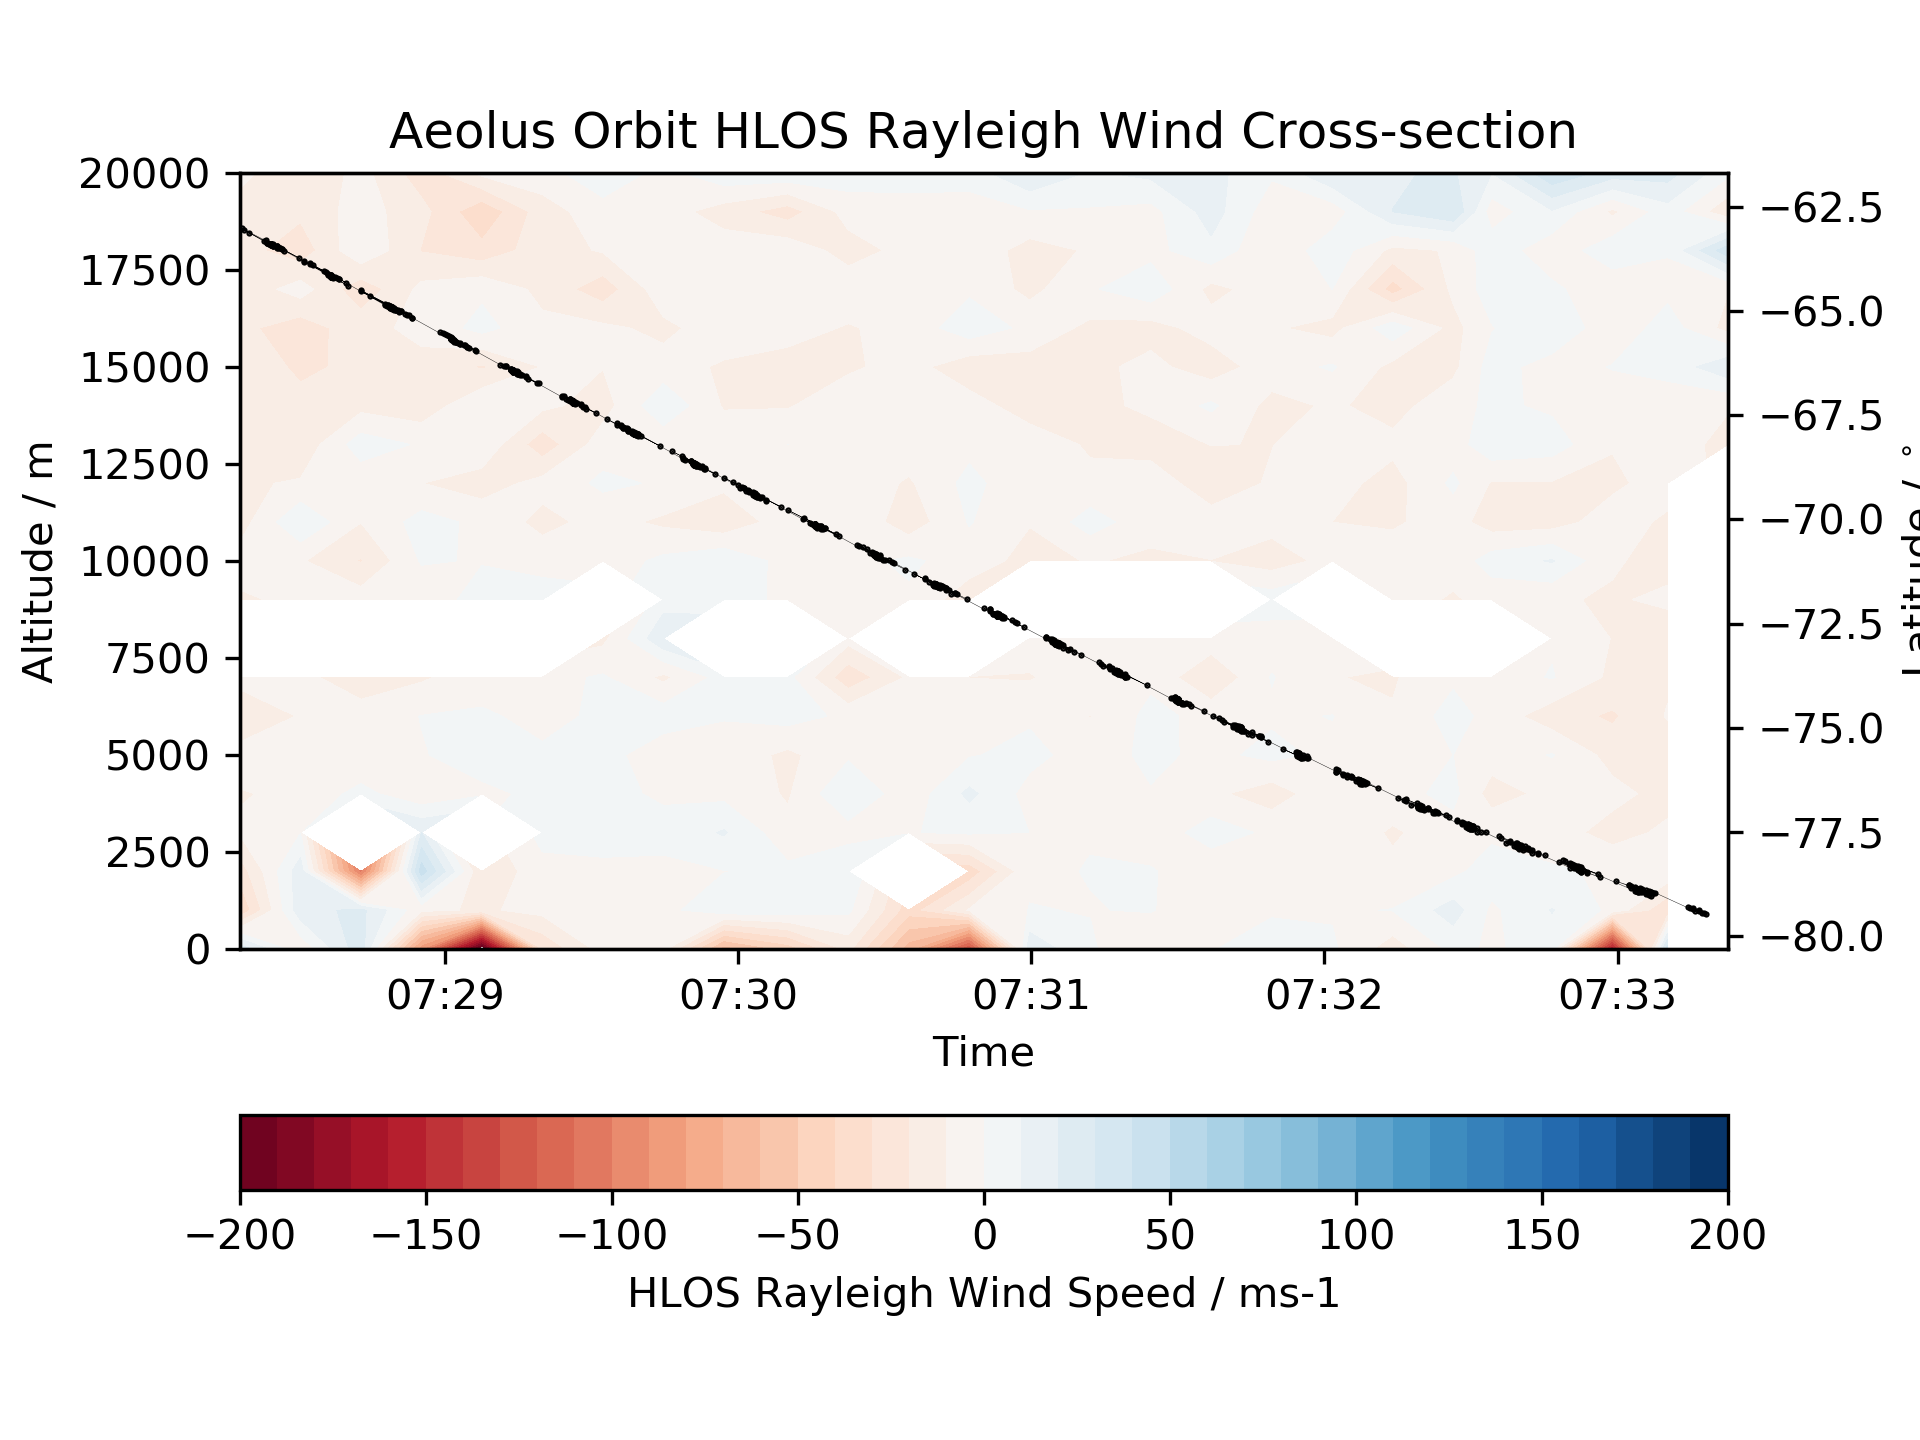 Aeolus Orbit HLOS Rayleigh Wind Cross-section
20000
17500
15000
12500
10000
7500
5000
2500
0
Altitude / m
−62.5
−65.0
−67.5
−70.0
−72.5
−75.0
−77.5
−80.0
Latitude / °
07:29 07:30 07:31 07:32 07:33
Time
−200 −150 −100 −50 0 50 100 150 200
HLOS Rayleigh Wind Speed / ms-1